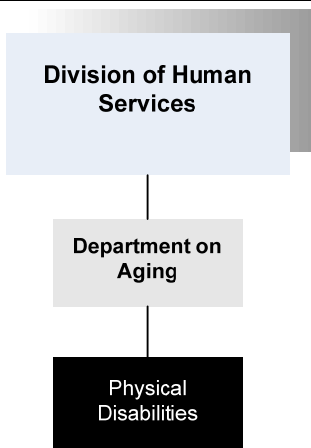 Division of Human
Services
Department on
Aging
Physical
Disabilities